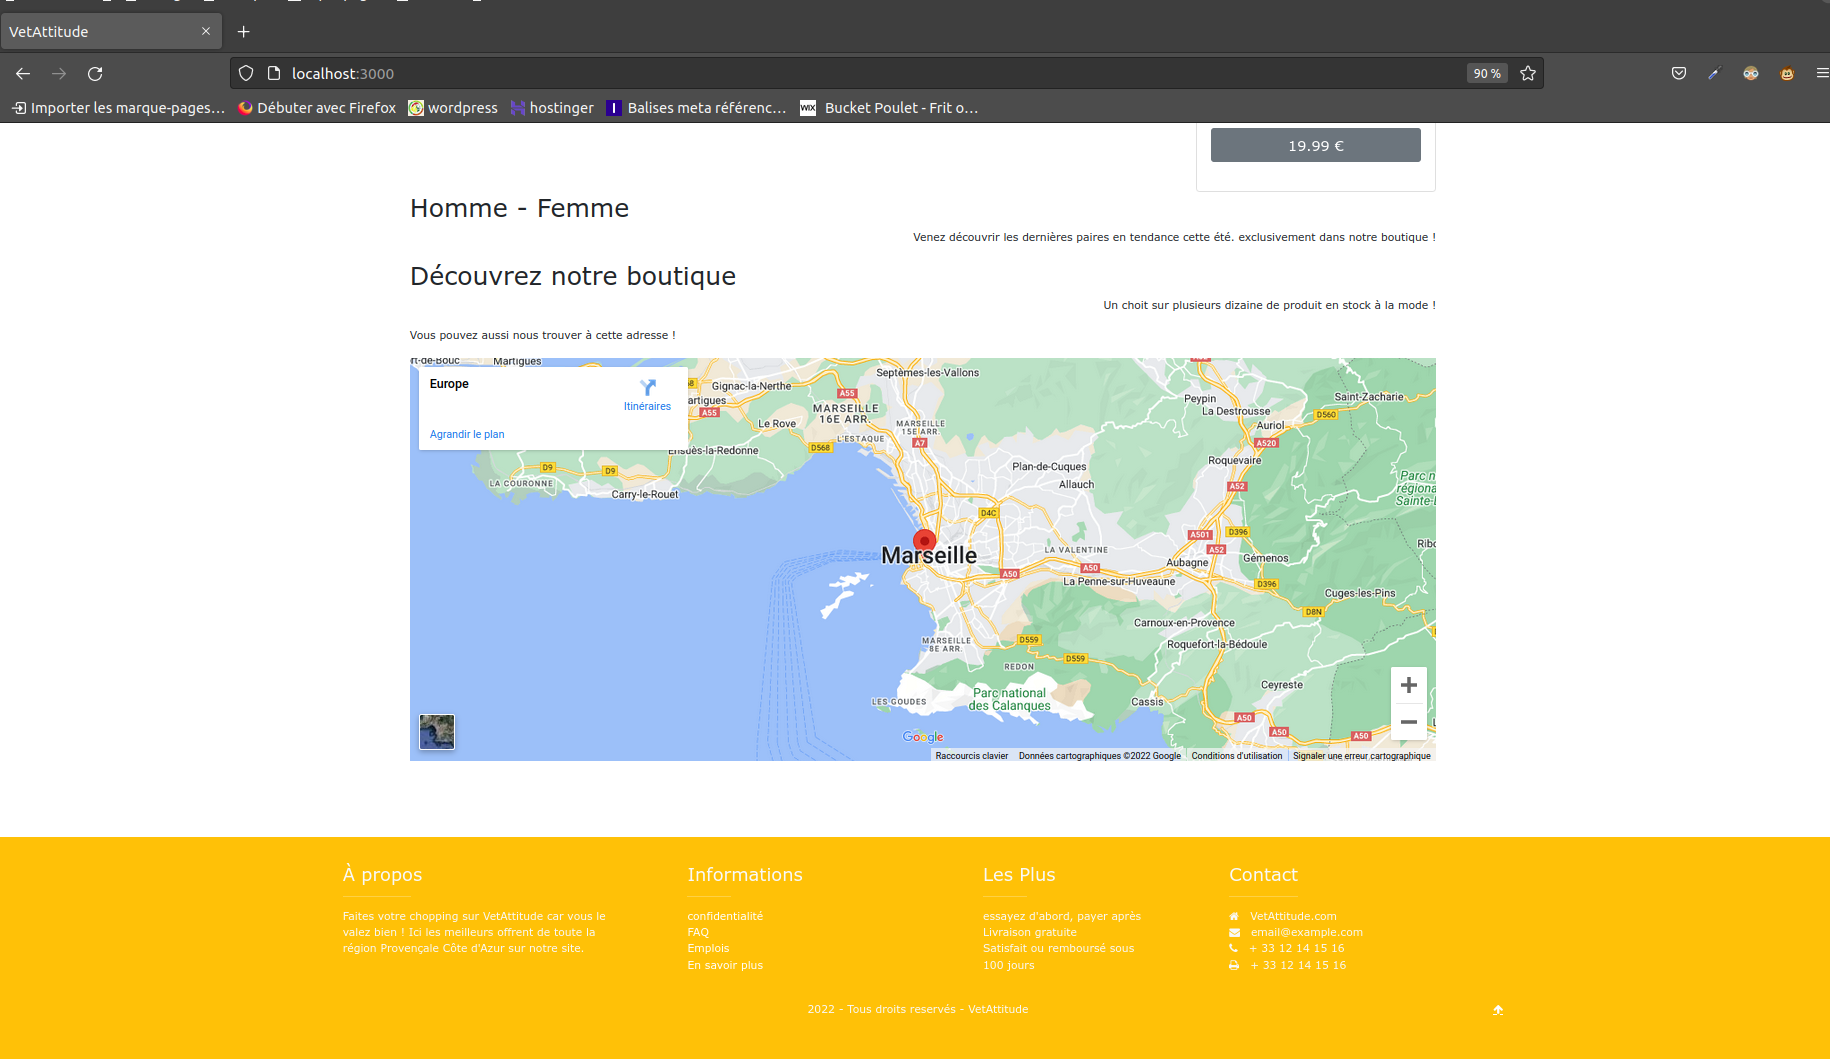 VetAttitude
localhost:3000
90 %
Importer les marque-pages… Débuter avec Firefox wordpress hostinger Balises meta référenc… WIX Bucket Poulet - Frit o…
19.99 €
Homme - Femme
Venez découvrir les dernières paires en tendance cette été. exclusivement dans notre boutique !
Découvrez notre boutique
Un choit sur plusieurs dizaine de produit en stock à la mode !
Vous pouvez aussi nous trouver à cette adresse !
Europe
Itinéraires
Agrandir le plan
rt-de-Bouc
Martigues
Septèmes-les-Vallons
Gignac-la-Nerthe
A55
artigues
A55
MARSEILLE
16E ARR.
Le Rove
MARSEILLE
15E ARR.
L'ESTAQUE
A7
D568
Ensuès-la-Redonne
D9
D9
LA COURONNE
Carry-le-Rouet
Peypin
La Destrousse
Saint-Zacharie
D560
Auriol
A520
Roquevaire
Plan-de-Cuques
Allauch
A52
Parc n
régiona
Sainte-
D4C
A501
D396
A52
LA VALENTINE
Marseille
A50
A50
Aubagne
Gémenos
La Penne-sur-Huveaune
D396
Cuges-les-Pins
D8N
Carnoux-en-Provence
Roquefort-la-Bédoule
MARSEILLE
8E ARR.
D559
D559
REDON
Parc national
des Calanques
LES GOUDES
Cassis
Ceyreste
A50
A50
A50
Google
Raccourcis clavier Données cartographiques ©2022 Google Conditions d'utilisation Signaler une erreur cartographique
À propos
Faites votre chopping sur VetAttitude car vous le
valez bien ! Ici les meilleurs offrent de toute la
région Provençale Côte d'Azur sur notre site.
Informations
confidentialité
FAQ
Emplois
En savoir plus
Les Plus
essayez d'abord, payer après
Livraison gratuite
Satisfait ou remboursé sous
100 jours
Contact
VetAttitude.com
email@example.com
+ 33 12 14 15 16
+ 33 12 14 15 16
2022 - Tous droits reservés - VetAttitude